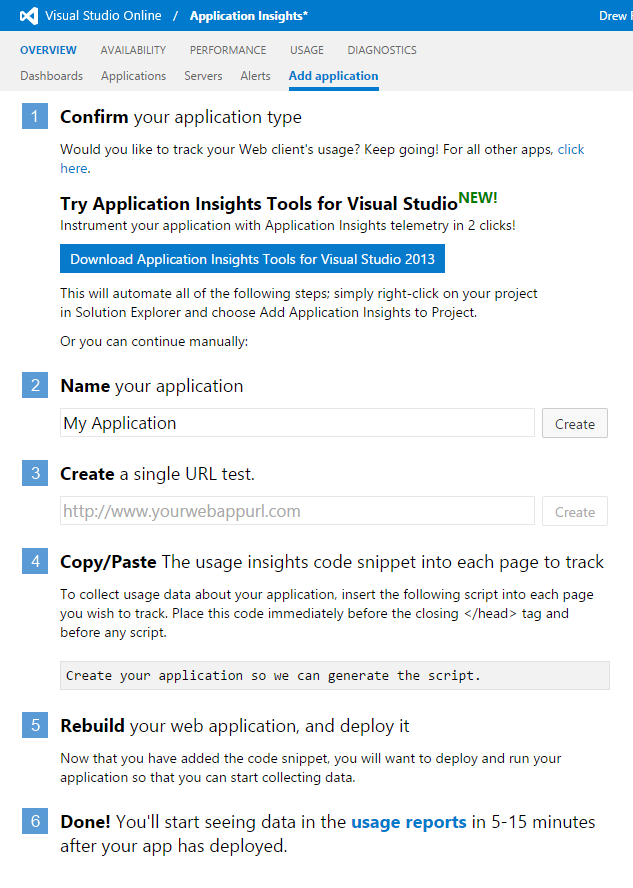 Visual Studio Online / Application Insights* Drew
OVERVIEW AVAILABILITY PERFORMANCE USAGE DIAGNOSTICS
Dashboards Applications Servers Alerts Add application
1 Confirm your application type
Would you like to track your Web client's usage? Keep going! For all other apps, click
here.
Try Application Insights Tools for Visual Studio NEW!
Instrument your application with Application Insights telemetry in 2 clicks!
Download Application Insights Tools for Visual Studio 2013
This will automate all of the following steps; simply right-click on your project
in Solution Explorer and choose Add Application Insights to Project.
Or you can continue manually:
2 Name your application
My Application Create
3 Create a single URL test.
http://www.yourwebappurl.com Create
4 Copy/Paste The usage insights code snippet into each page to track
To collect usage data about your application, insert the following script into each page
you wish to track. Place this code immediately before the closing </head> tag and
before any script.
Create your application so we can generate the script.
5 Rebuild your web application, and deploy it
Now that you have added the code snippet, you will want to deploy and run your
application so that you can start collecting data.
6 Done! You'll start seeing data in the usage reports in 5-15 minutes
after your app has deployed.